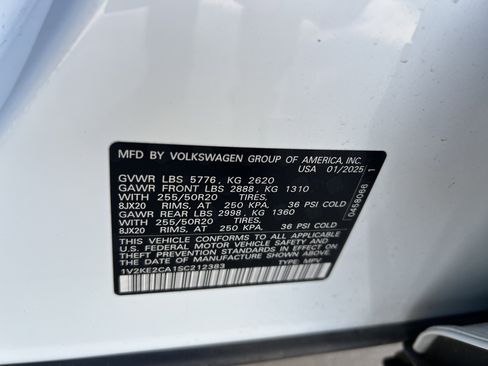 MFD BY VOLKSWAGEN GROUP OF AMERICA, INC.
USA 01/2025
GVWR LBS 5776, KG 2620
GAWR FRONT LBS 2888, KG 1310
WITH 255/50R20 TIRES,
8JX20 RIMS, AT 250 KPA, 36 PSI COLD
GAWR REAR LBS 2998, KG 1360
WITH 255/50R20 TIRES,
8JX20 RIMS, AT 250 KPA, 36 PSI COLD
THIS VEHICLE CONFORMS TO ALL APPLICABLE
U.S. FEDERAL MOTOR VEHICLE SAFETY STANDARDS IN
EFFECT ON THE DATE OF MANUFACTURE SHOWN ABOVE.
1V2KE2CA1SC212383 TYPE: MPV
0458066 1